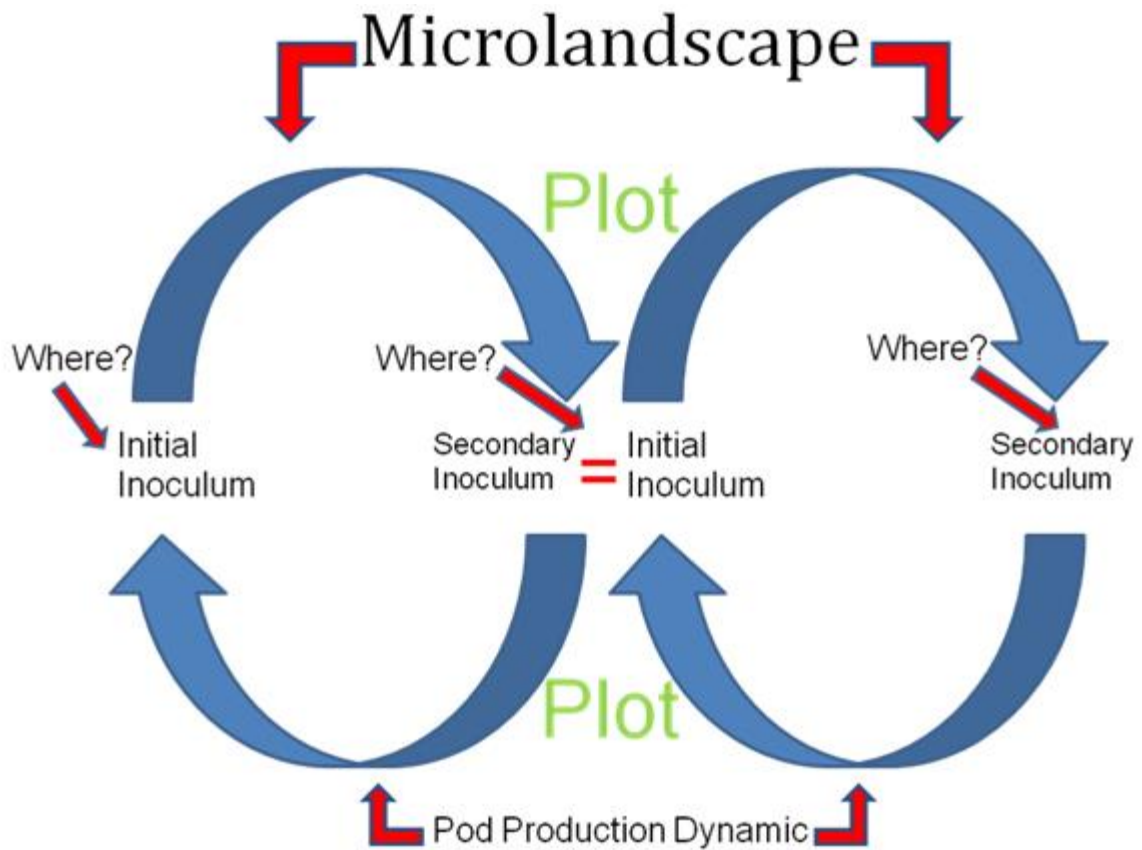 Microlandscape
Plot
Where?
Where?
Where?
Initial
Inoculum
Secondary
Inoculum
=
Initial
Inoculum
Secondary
Inoculum
Plot
Pod Production Dynamic